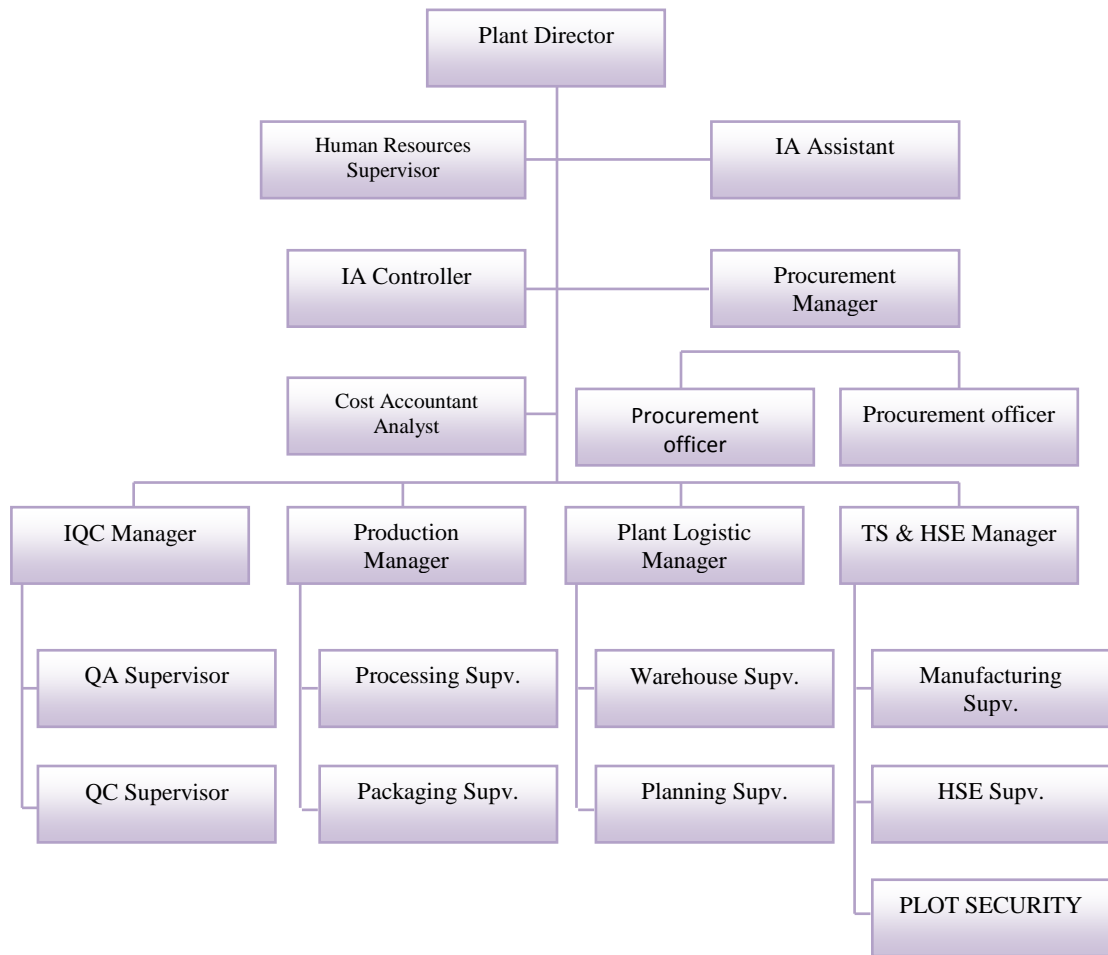 Plant Director
Human Resources
Supervisor
IA Assistant
IA Controller
Procurement
Manager
Cost Accountant
Analyst
Procurement
officer
Procurement officer
IQC Manager
Production
Manager
Plant Logistic
Manager
TS & HSE Manager
QA Supervisor
Processing Supv.
Warehouse Supv.
Manufacturing
Supv.
QC Supervisor
Packaging Supv.
Planning Supv.
HSE Supv.
PLOT SECURITY